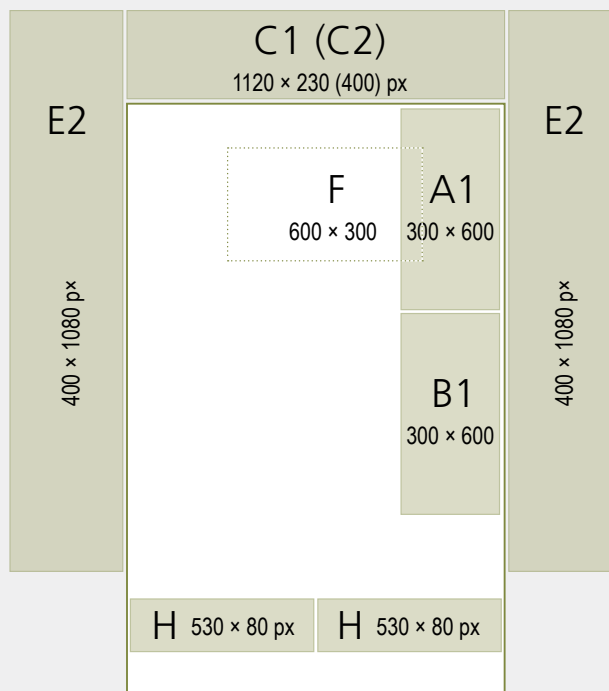 C1 (C2)
1120 × 230 (400) px
E2
400 × 1080 px
E2
400 × 1080 px
F
600 × 300
A1
300 × 600
B1
300 × 600
H 530 × 80 px
H 530 × 80 px